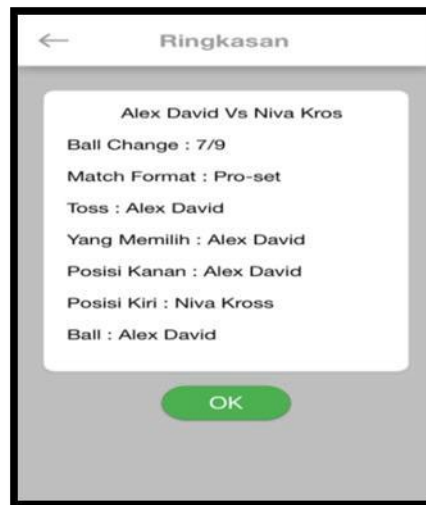 Ringkasan
Alex David Vs Niva Kros
Ball Change : 7/9
Match Format : Pro-set
Toss : Alex David
Yang Memilih : Alex David
Posisi Kanan : Alex David
Posisi Kiri : Niva Kross
Ball : Alex David
OK